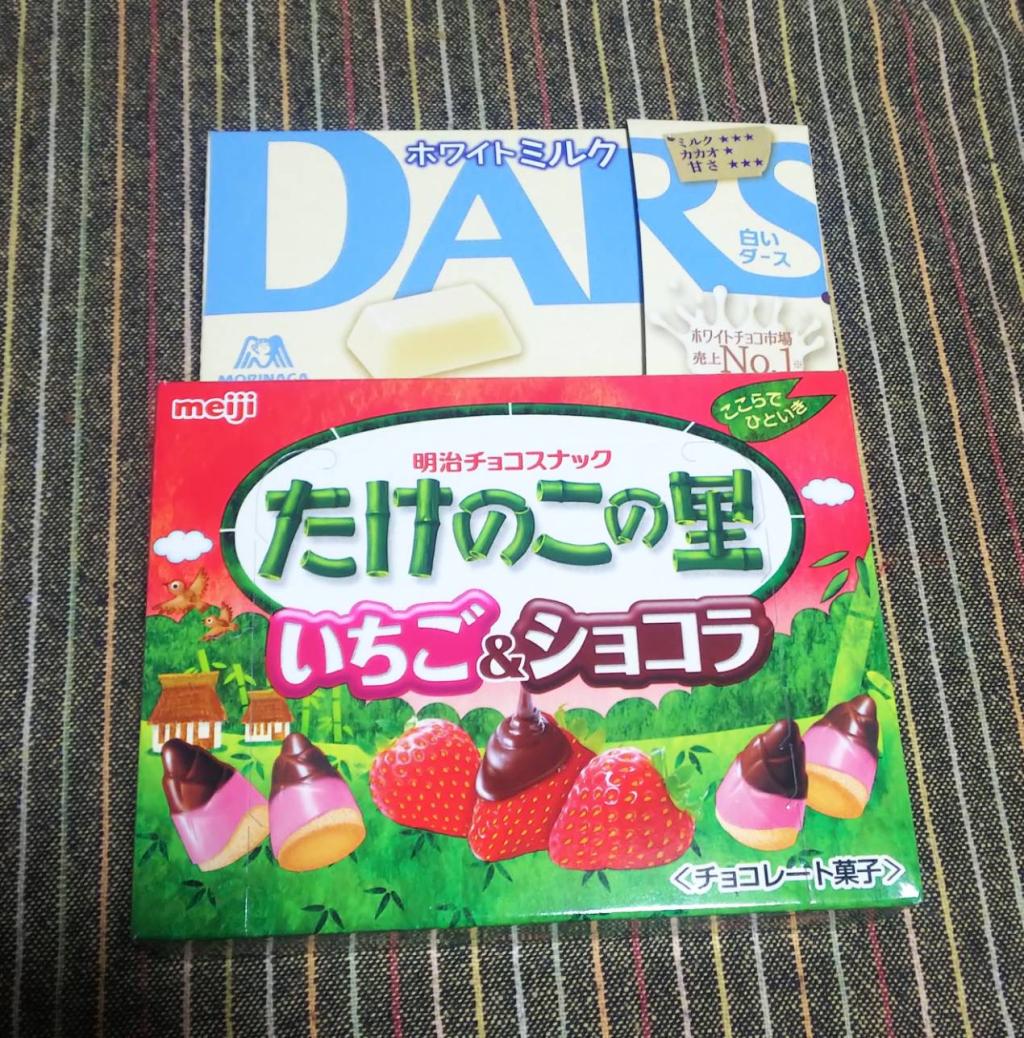 ホワイトミルク
DARS
ミルク ★★★
カカオ ★
甘さ ★★★
白い
ダース
ホワイトチョコ市場
売上No.1※
MORINAGA
meiji
ここらで
ひといき
明治チョコスナック
たけのこの里
いちご&ショコラ
〈チョコレート菓子〉